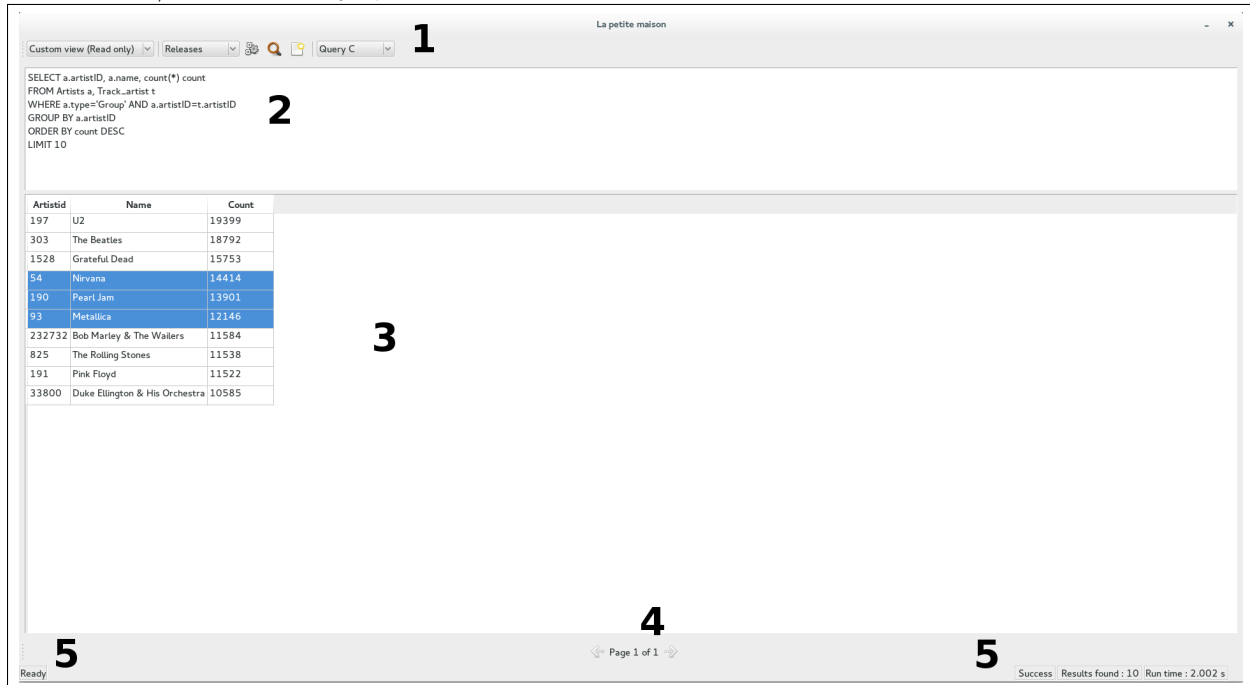 La petite maison
Custom view (Read only) Releases Query C 1
SELECT a.artistID, a.name, count(*) count
FROM Artists a, Track_artist t
WHERE a.type='Group' AND a.artistID=t.artistID
GROUP BY a.artistID
ORDER BY count DESC
LIMIT 10
2
Artistid Name Count
197 U2 19399
303 The Beatles 18792
1528 Grateful Dead 15753
54 Nirvana 14414
190 Pearl Jam 13901
93 Metallica 12146
232732 Bob Marley & The Wailers 11584
825 The Rolling Stones 11538
191 Pink Floyd 11522
33800 Duke Ellington & His Orchestra 10585
3
4
Page 1 of 1
5 5
Ready Success Results found : 10 Run time : 2.002 s